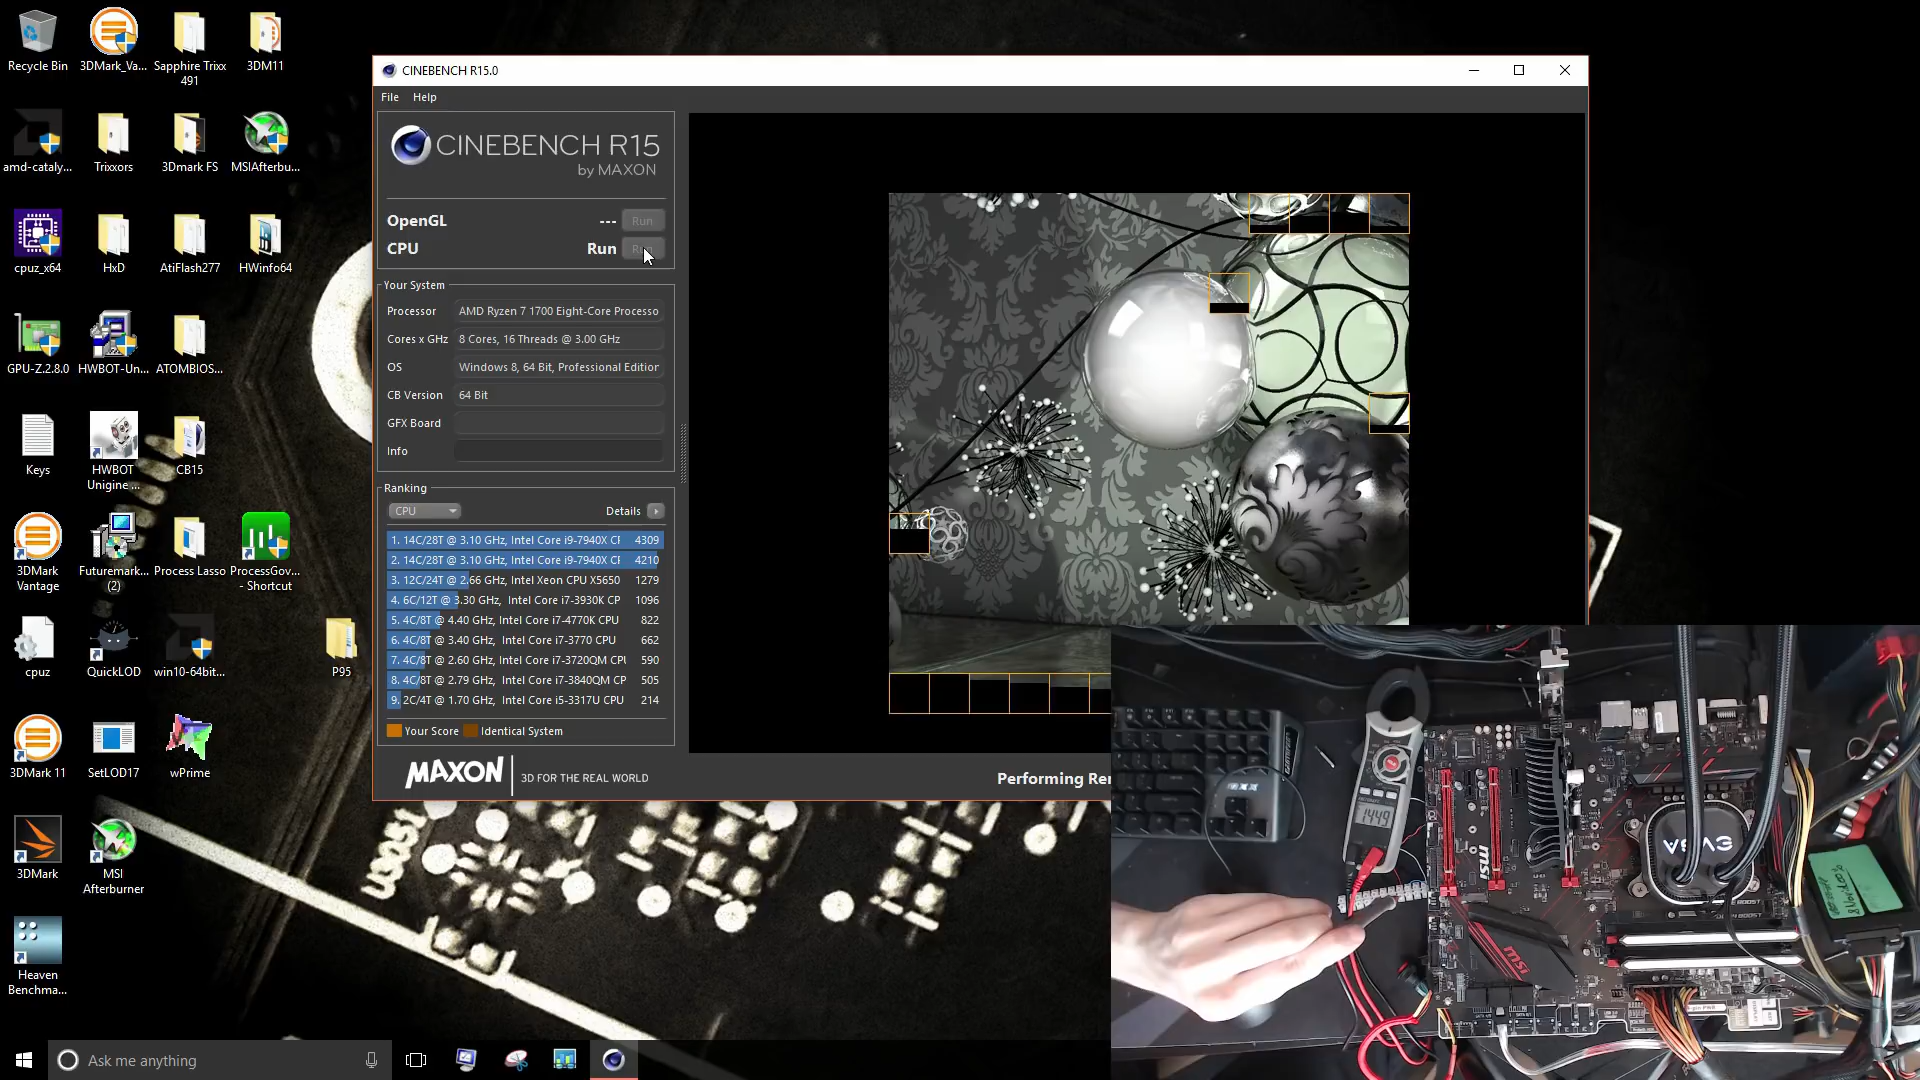 Recycle Bin
3DMark_Va...
Sapphire Trixx 491
3DM11
amd-cataly...
Trixxors
3Dmark FS
MSIAfterbu...
cpuz_x64
HxD
AtiFlash277
HWinfo64
GPU-Z.2.8.0
HWBOT-Un...
ATOMBIOS...
Keys
HWBOT
Unigine ...
CB15
3DMark
Vantage
Futuremark...
(2)
Process Lasso
ProcessGov...
- Shortcut
cpuz
QuickLOD
win10-64bit...
P95
3DMark 11
SetLOD17
wPrime
3DMark
MSI
Afterburner
Heaven
Benchma...
CINEBENCH R15.0
File Help
CINEBENCH R15
by MAXON
OpenGL --- Run
CPU Run Run
Your System
Processor AMD Ryzen 7 1700 Eight-Core Processo
Cores x GHz 8 Cores, 16 Threads @ 3.00 GHz
OS Windows 8, 64 Bit, Professional Edition
CB Version 64 Bit
GFX Board
Info
Ranking
CPU Details
1. 14C/28T @ 3.10 GHz, Intel Core i9-7940X CF 4309
2. 14C/28T @ 3.10 GHz, Intel Core i9-7940X CF 4210
3. 12C/24T @ 2.66 GHz, Intel Xeon CPU X5650 1279
4. 6C/12T @ 3.30 GHz, Intel Core i7-3930K CP 1096
5. 4C/8T @ 4.40 GHz, Intel Core i7-4770K CPU 822
6. 4C/8T @ 3.40 GHz, Intel Core i7-3770 CPU 662
7. 4C/8T @ 2.60 GHz, Intel Core i7-3720QM CPU 590
8. 4C/8T @ 2.79 GHz, Intel Core i7-3840QM CP 505
9. 2C/4T @ 1.70 GHz, Intel Core i5-3317U CPU 214
Your Score Identical System
MAXON 3D FOR THE REAL WORLD
Performing Re
1449
EVGA
msi
msi
Ask me anything